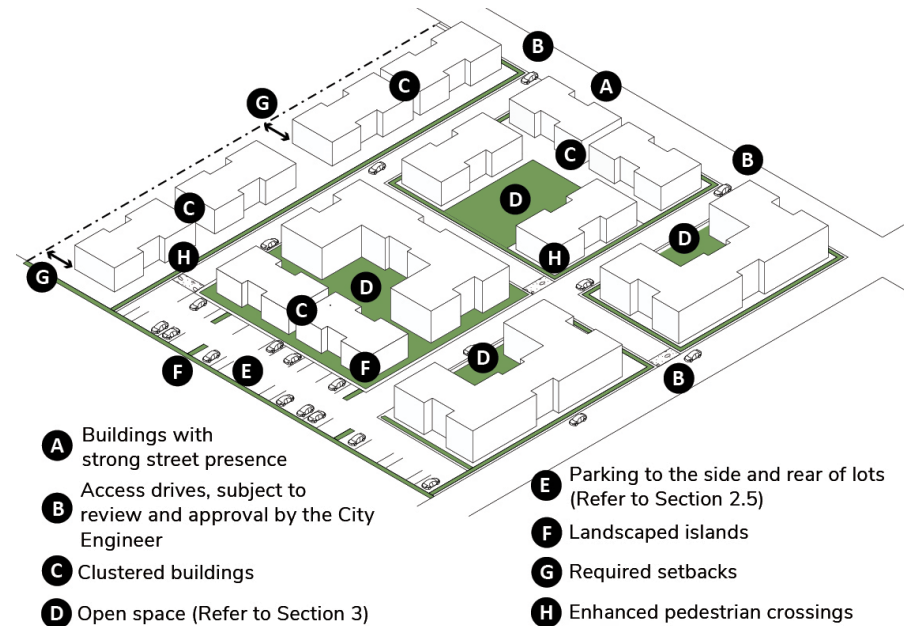 B
A
C
G
B
C
D
C
D
H
H
D
G
C
F
D
F
E
B
A Buildings with
strong street presence
B Access drives, subject to
review and approval by the City
Engineer
C Clustered buildings
D Open space (Refer to Section 3)
E Parking to the side and rear of lots
(Refer to Section 2.5)
F Landscaped islands
G Required setbacks
H Enhanced pedestrian crossings